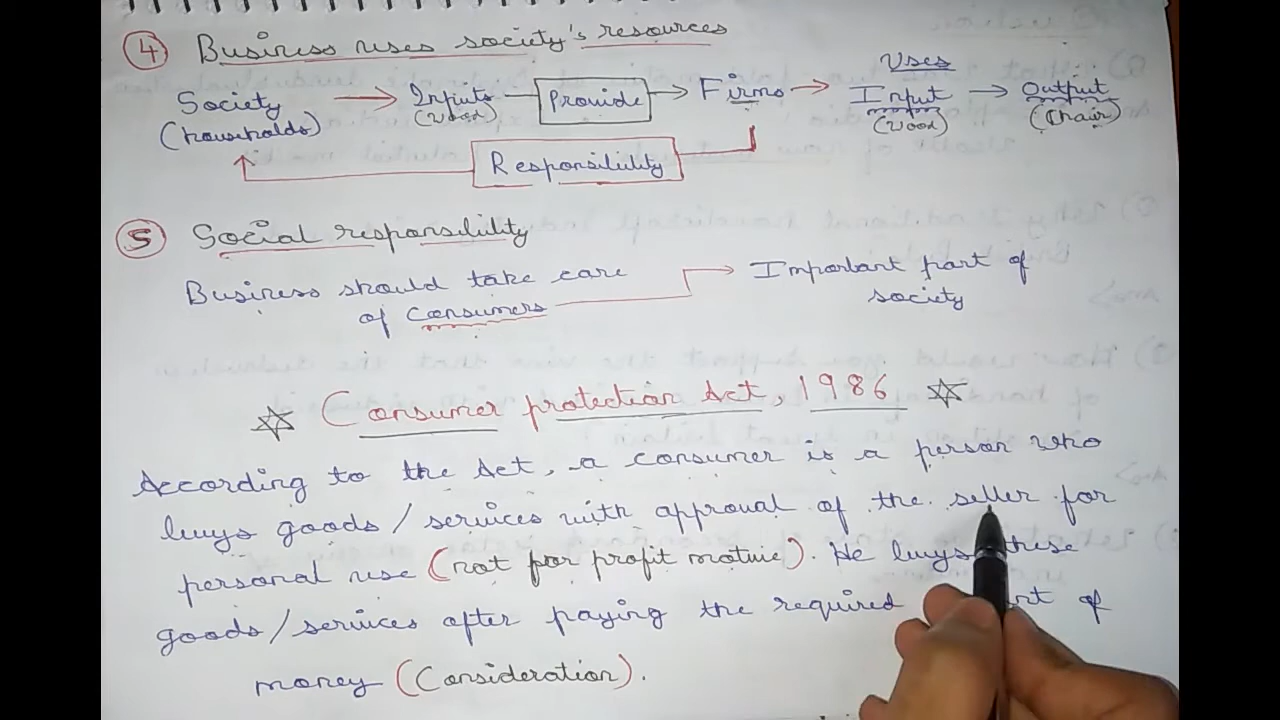 4 Business uses society's resources
Society (households) → Inputs (Wood) — Provide → Firms → Uses Input (Wood) → Output (Chair)
Responsibility
5 Social responsibility
Business should take care
of consumers → Important part of
society
Consumer protection Act, 1986
According to the Act, a consumer is a person who
buys goods/services with approval of the seller for
personal use (not for profit motive). He buys these
goods/services after paying the required of
money (Consideration).